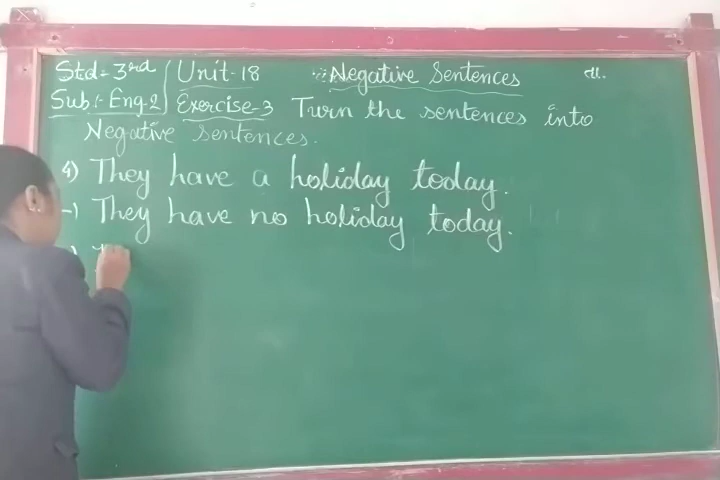 Std- 3rd Unit-18 Negative Sentences
Sub:- Eng-2 Exercise-3 Turn the sentences into
Negative sentences.
4) They have a holiday today.
-) They have no holiday today.